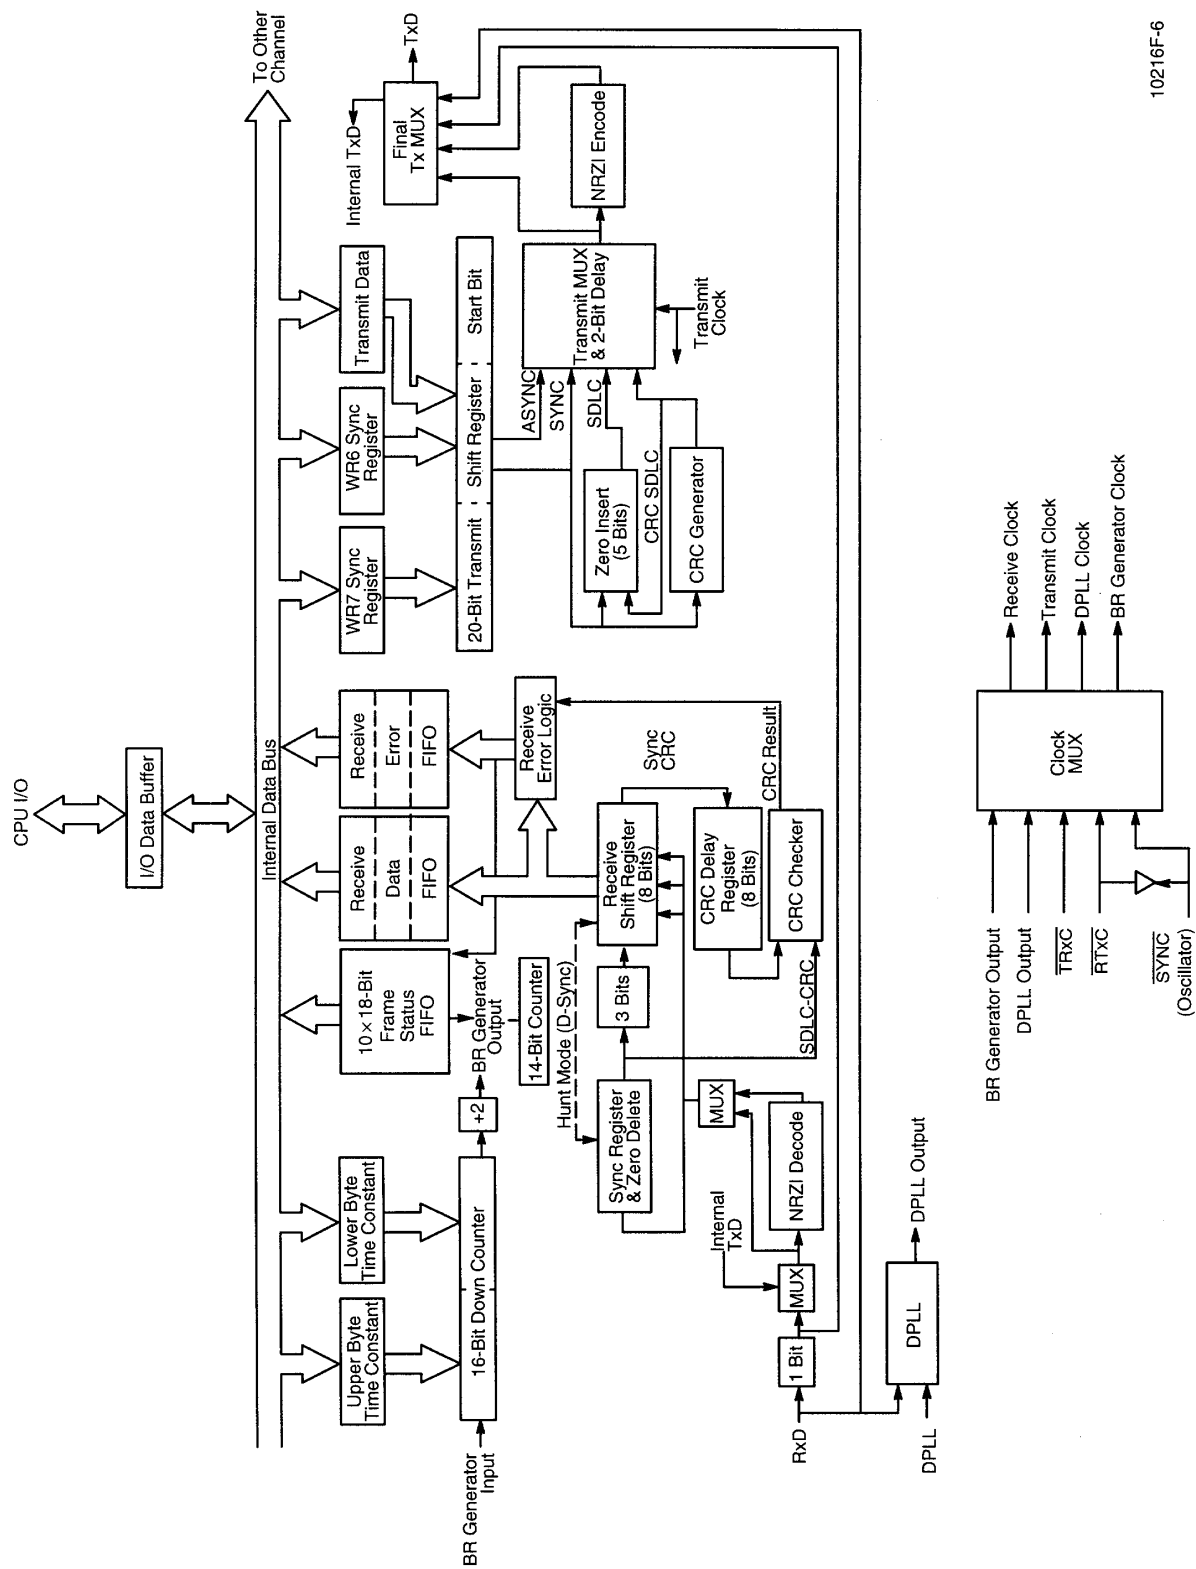 CPU I/O
I/O Data Buffer
Internal Data Bus
To Other
Channel
Upper Byte
Time Constant
Lower Byte
Time Constant
10×18-Bit
Frame
Status
FIFO
Receive
Data
FIFO
Receive
Error
FIFO
WR7 Sync
Register
WR6 Sync
Register
Transmit Data
Internal TxD
TxD
Final
Tx MUX
BR Generator
Input
16-Bit Down Counter
+2
BR Generator
Output
14-Bit Counter
Receive
Error Logic
20-Bit Transmit
Shift Register
Start Bit
Hunt Mode (D-Sync)
ASYNC
SYNC
SDLC
Transmit MUX
& 2-Bit Delay
NRZI Encode
Sync Register
& Zero Delete
3 Bits
Receive
Shift Register
(8 Bits)
Sync
CRC
Zero Insert
(5 Bits)
CRC SDLC
CRC Generator
Transmit
Clock
Internal
TxD
MUX
CRC Delay
Register
(8 Bits)
CRC Result
RxD
1 Bit
MUX
NRZI Decode
SDLC-CRC
CRC Checker
DPLL
DPLL
DPLL Output
BR Generator Output
DPLL Output
TRxC
RTxC
SYNC
(Oscillator)
Clock
MUX
Receive Clock
Transmit Clock
DPLL Clock
BR Generator Clock
10216F-6